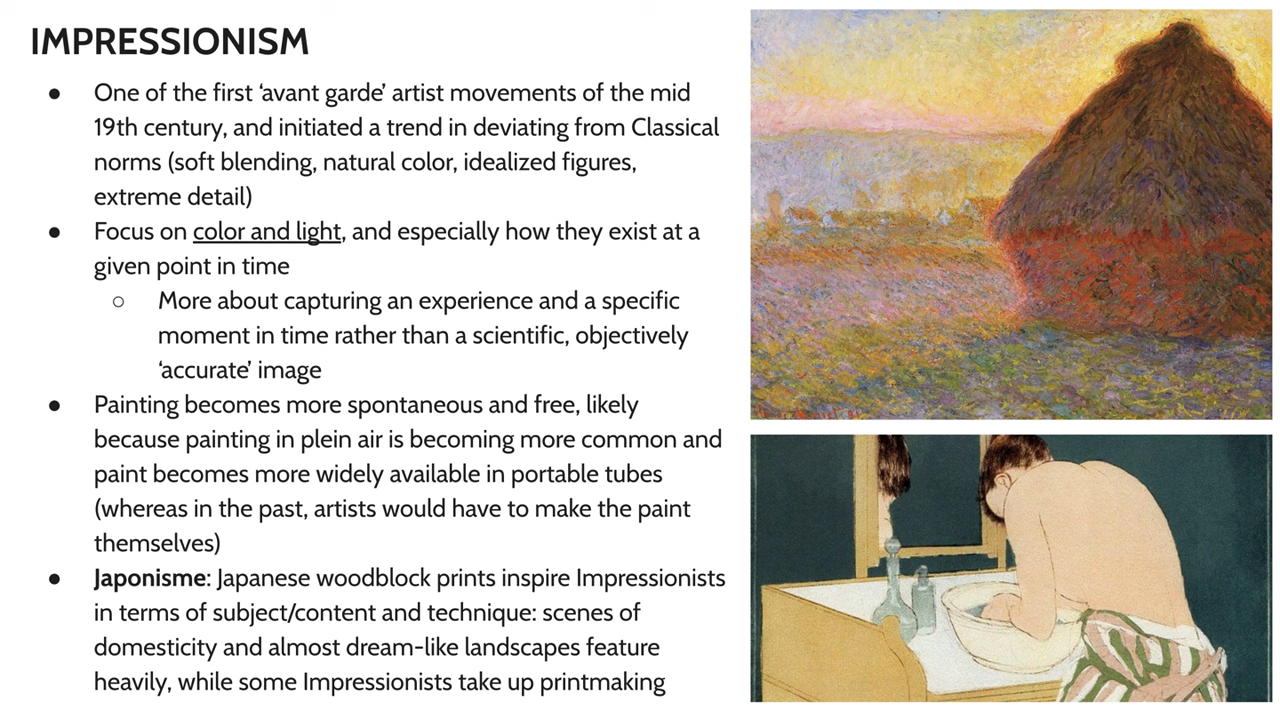 IMPRESSIONISM
● One of the first ‘avant garde’ artist movements of the mid
19th century, and initiated a trend in deviating from Classical
norms (soft blending, natural color, idealized figures,
extreme detail)
● Focus on color and light, and especially how they exist at a
given point in time
○ More about capturing an experience and a specific
moment in time rather than a scientific, objectively
‘accurate’ image
● Painting becomes more spontaneous and free, likely
because painting in plein air is becoming more common and
paint becomes more widely available in portable tubes
(whereas in the past, artists would have to make the paint
themselves)
● Japonisme: Japanese woodblock prints inspire Impressionists
in terms of subject/content and technique: scenes of
domesticity and almost dream-like landscapes feature
heavily, while some Impressionists take up printmaking